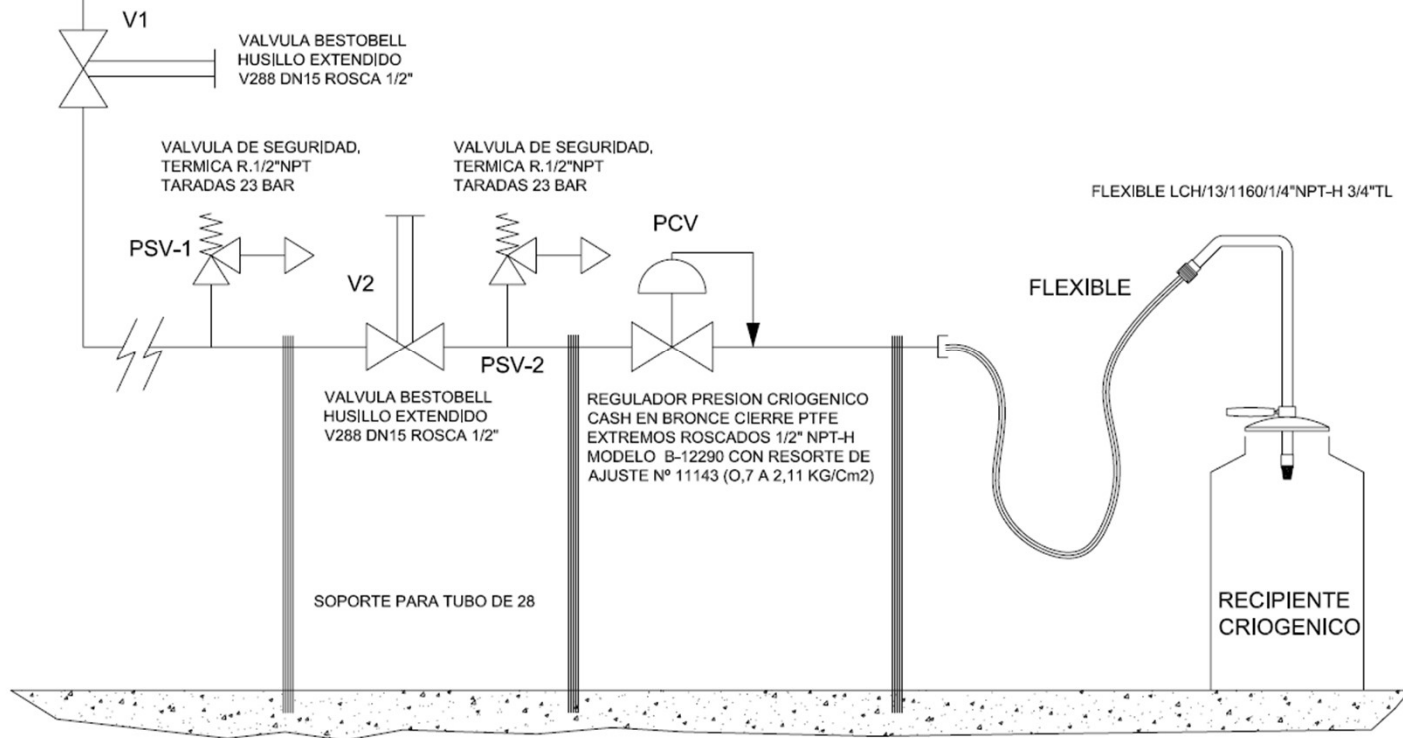 V1
VALVULA BESTOBELL
HUSILLO EXTENDIDO
V288 DN15 ROSCA 1/2"
VALVULA DE SEGURIDAD,
TERMICA R.1/2"NPT
TARADAS 23 BAR
VALVULA DE SEGURIDAD,
TERMICA R.1/2"NPT
TARADAS 23 BAR
FLEXIBLE LCH/13/1160/1/4"NPT-H 3/4"TL
PSV-1
V2
PCV
FLEXIBLE
PSV-2
VALVULA BESTOBELL
HUSILLO EXTENDIDO
V288 DN15 ROSCA 1/2"
REGULADOR PRESION CRIOGENICO
CASH EN BRONCE CIERRE PTFE
EXTREMOS ROSCADOS 1/2" NPT-H
MODELO B-12290 CON RESORTE DE
AJUSTE Nº 11143 (O,7 A 2,11 KG/Cm2)
SOPORTE PARA TUBO DE 28
RECIPIENTE
CRIOGENICO